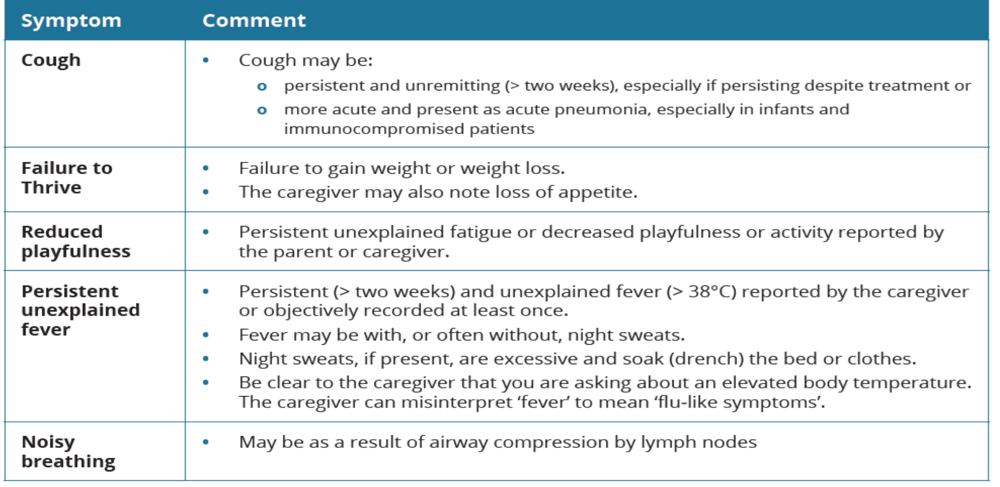 Symptom Comment
Cough
• Cough may be:
o persistent and unremitting (> two weeks), especially if persisting despite treatment or
o more acute and present as acute pneumonia, especially in infants and
immunocompromised patients
Failure to
Thrive
• Failure to gain weight or weight loss.
• The caregiver may also note loss of appetite.
Reduced
playfulness
• Persistent unexplained fatigue or decreased playfulness or activity reported by
the parent or caregiver.
Persistent
unexplained
fever
• Persistent (> two weeks) and unexplained fever (> 38°C) reported by the caregiver
or objectively recorded at least once.
• Fever may be with, or often without, night sweats.
• Night sweats, if present, are excessive and soak (drench) the bed or clothes.
• Be clear to the caregiver that you are asking about an elevated body temperature.
The caregiver can misinterpret ‘fever’ to mean ‘flu-like symptoms’.
Noisy
breathing
• May be as a result of airway compression by lymph nodes